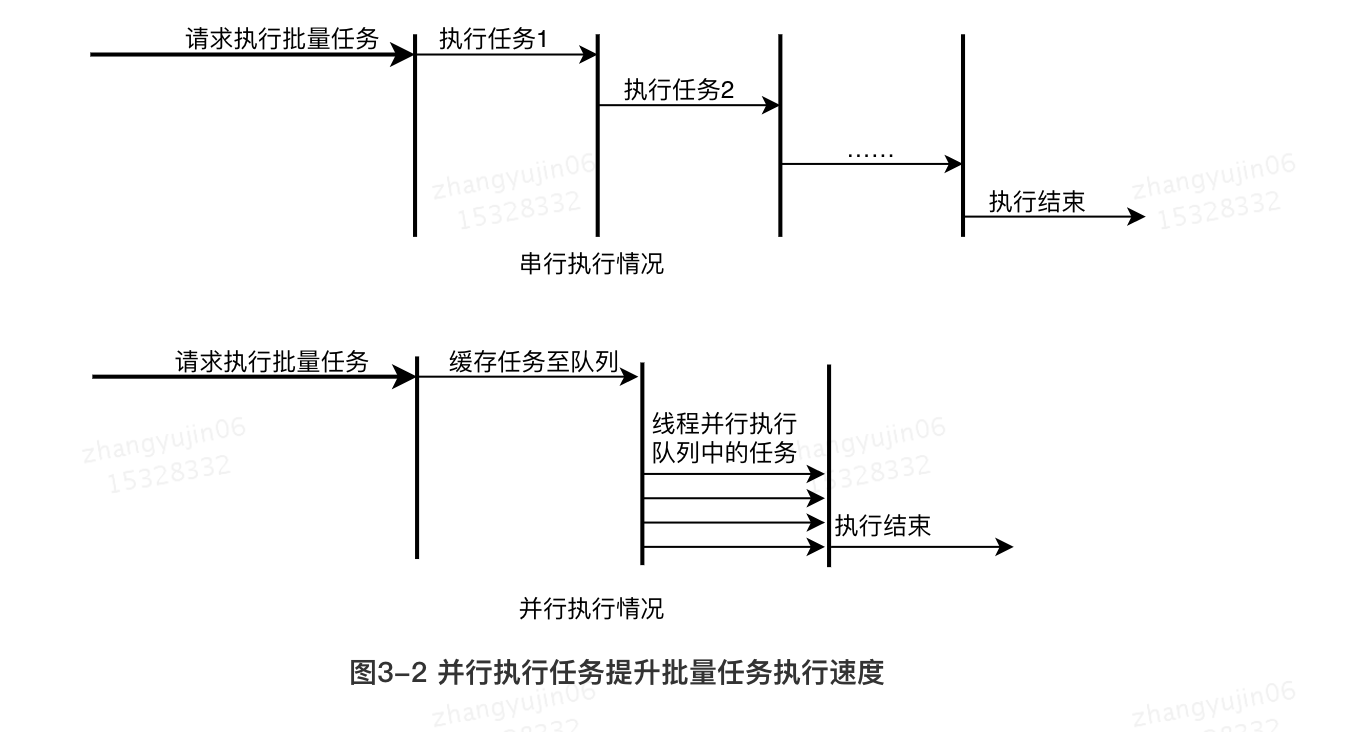 请求执行批量任务
执行任务1
执行任务2
……
执行结束
zhangyujin06
15328332
zhangyujin06
15328332
串行执行情况
请求执行批量任务
缓存任务至队列
线程并行执行
队列中的任务
执行结束
zhangyujin06
15328332
zhangyujin06
15328332
并行执行情况
图3-2 并行执行任务提升批量任务执行速度
zhangyujin06
zhangyujin06